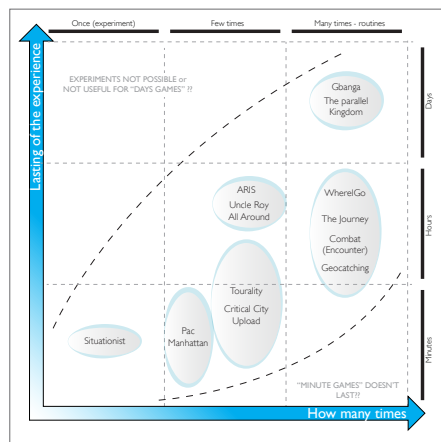 Once (experiment)
Few times
Many times - routines
EXPERIMENTS NOT POSSIBLE or
NOT USEFUL FOR “DAYS GAMES” ??
Gbanga
The parallel
Kingdom
Days
Lasting of the experience
ARIS
Uncle Roy
All Around
WhereIGo
The Journey
Combat
(Encounter)
Geocatching
Hours
Tourality
Critical City
Upload
Pac
Manhattan
Situationist
Minutes
“MINUTE GAMES” DOESN’T
LAST??
How many times